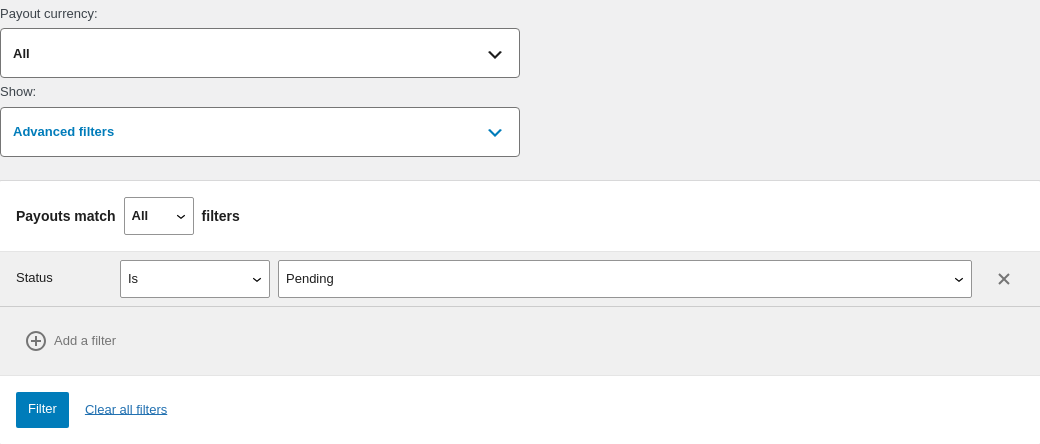 Payout currency:
All
Show:
Advanced filters
Payouts match All filters
Status Is Pending
Add a filter
Filter Clear all filters